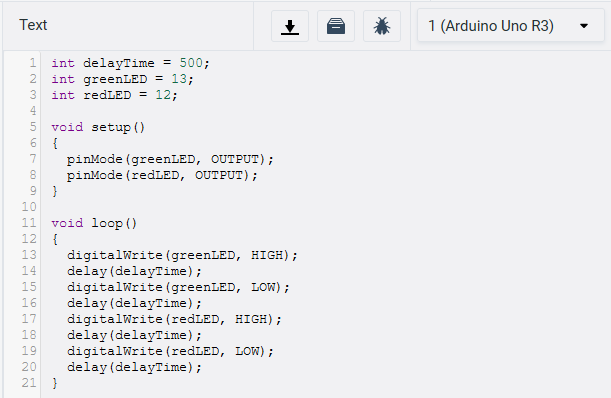 Text
1 (Arduino Uno R3)
1 int delayTime = 500;
2 int greenLED = 13;
3 int redLED = 12;
4
5 void setup()
6 {
7   pinMode(greenLED, OUTPUT);
8   pinMode(redLED, OUTPUT);
9 }
10
11 void loop()
12 {
13   digitalWrite(greenLED, HIGH);
14   delay(delayTime);
15   digitalWrite(greenLED, LOW);
16   delay(delayTime);
17   digitalWrite(redLED, HIGH);
18   delay(delayTime);
19   digitalWrite(redLED, LOW);
20   delay(delayTime);
21 }